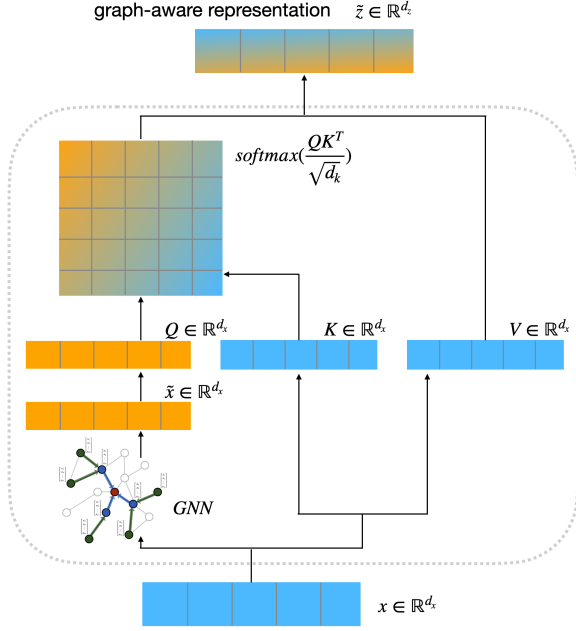 graph-aware representation z̃ ∈ ℝ^{d_z}
softmax(QK^T/√d_k)
Q ∈ ℝ^{d_x}
K ∈ ℝ^{d_x}
V ∈ ℝ^{d_x}
x̃ ∈ ℝ^{d_x}
GNN
x ∈ ℝ^{d_x}